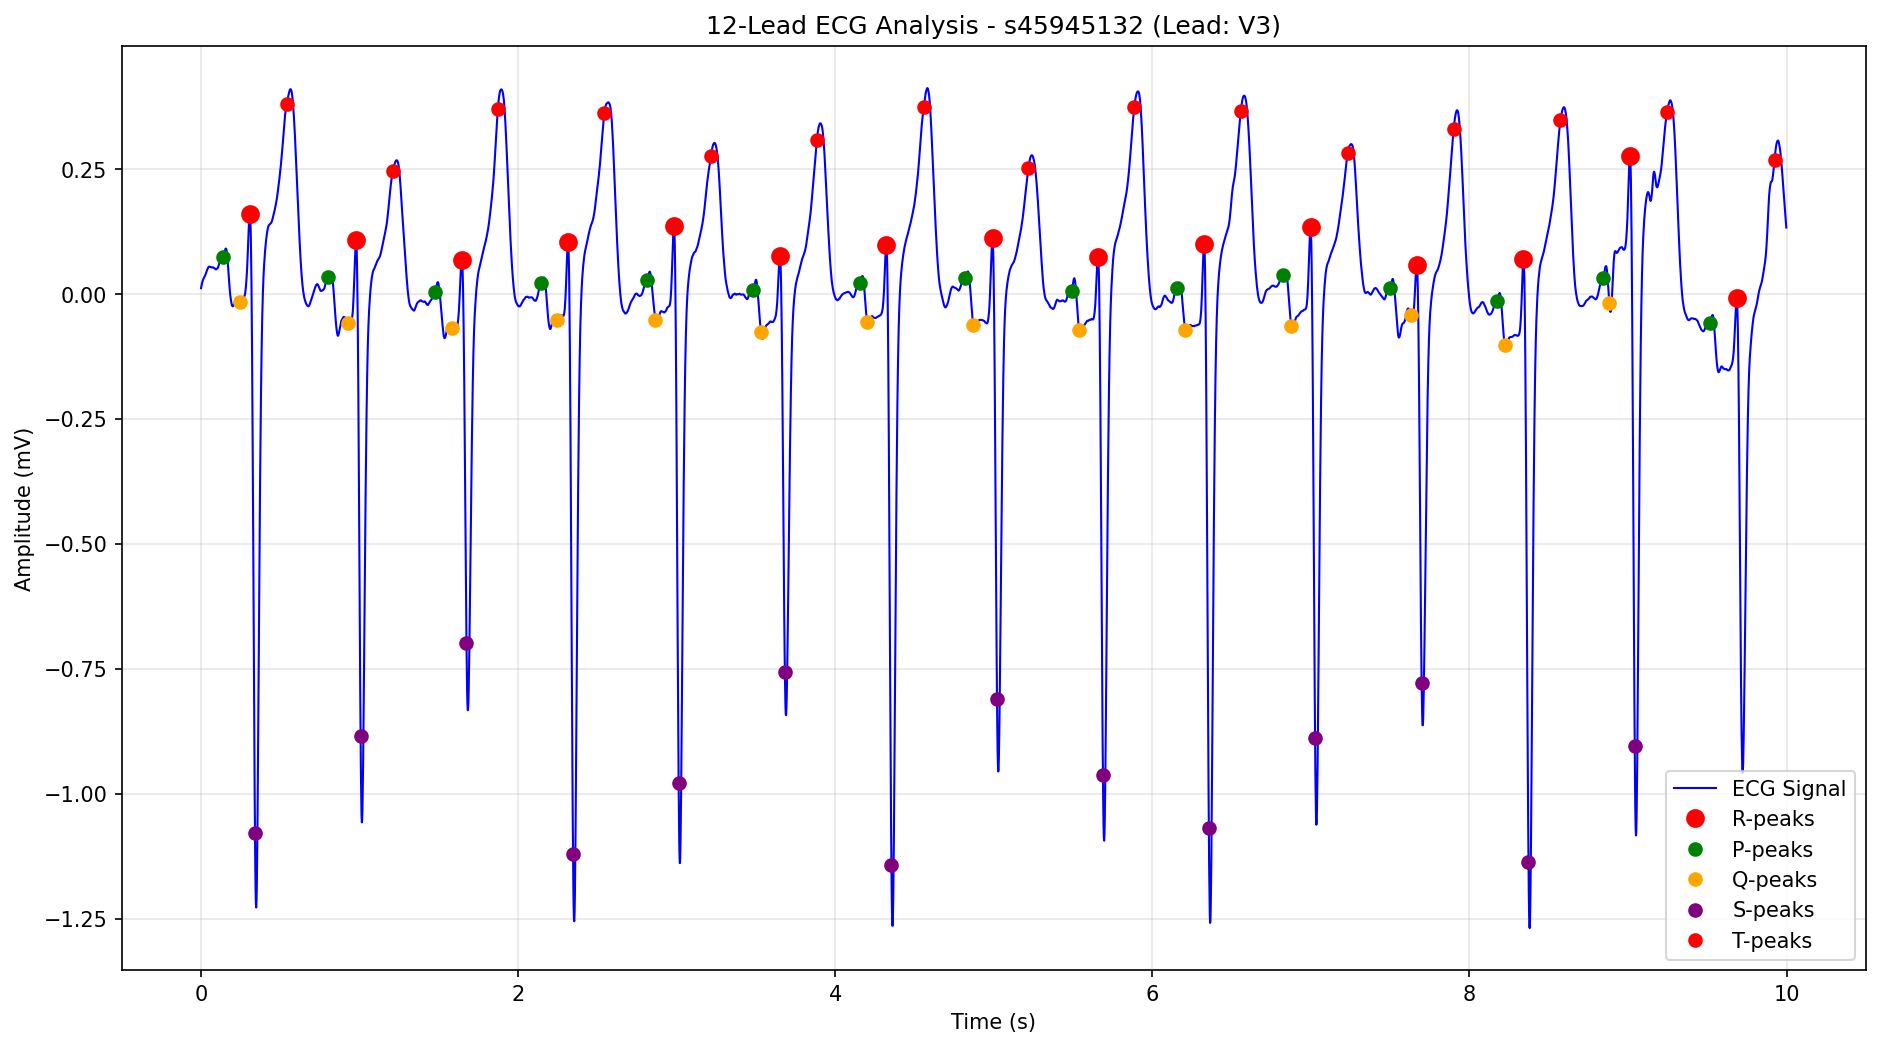 12-Lead ECG Analysis - s45945132 (Lead: V3)
Amplitude (mV)
0.25
0.00
−0.25
−0.50
−0.75
−1.00
−1.25
ECG Signal
R-peaks
P-peaks
Q-peaks
S-peaks
T-peaks
0 2 4 6 8 10
Time (s)